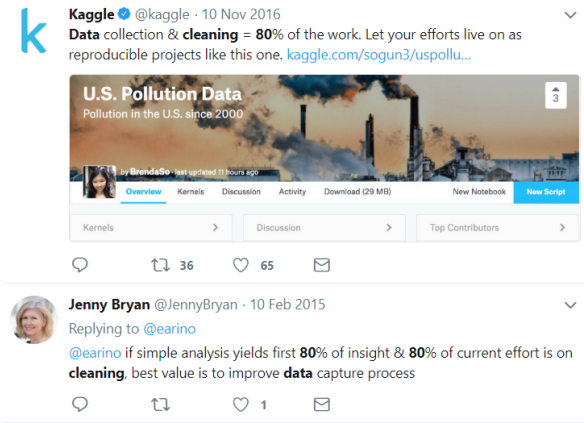 k
Kaggle @kaggle · 10 Nov 2016
Data collection & cleaning = 80% of the work. Let your efforts live on as
reproducible projects like this one. kaggle.com/sogun3/uspollu...
U.S. Pollution Data
Pollution in the U.S. since 2000
3
by BrendaSo · last updated 11 hours ago
Overview Kernels Discussion Activity Download (29 MB) New Notebook New Script
Kernels Discussion Top Contributors
36 65
Jenny Bryan @JennyBryan · 10 Feb 2015
Replying to @earino
@earino if simple analysis yields first 80% of insight & 80% of current effort is on
cleaning, best value is to improve data capture process
1